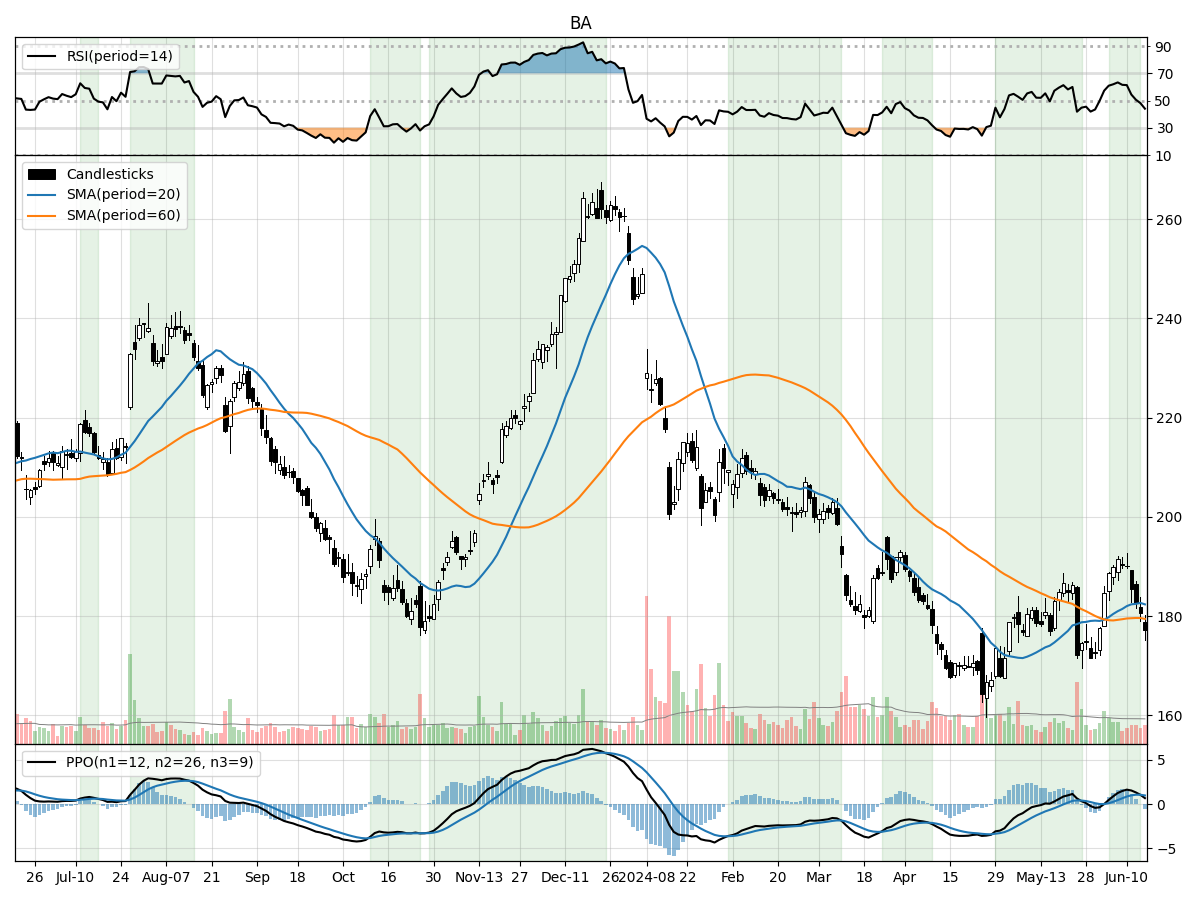 BA
RSI(period=14)
90
70
50
30
10
Candlesticks
SMA(period=20)
SMA(period=60)
260
240
220
200
180
160
PPO(n1=12, n2=26, n3=9)
5
0
−5
26 Jul-10 24 Aug-07 21 Sep 18 Oct 16 30 Nov-13 27 Dec-11 26 2024-08 22 Feb 20 Mar 18 Apr 15 29 May-13 28 Jun-10